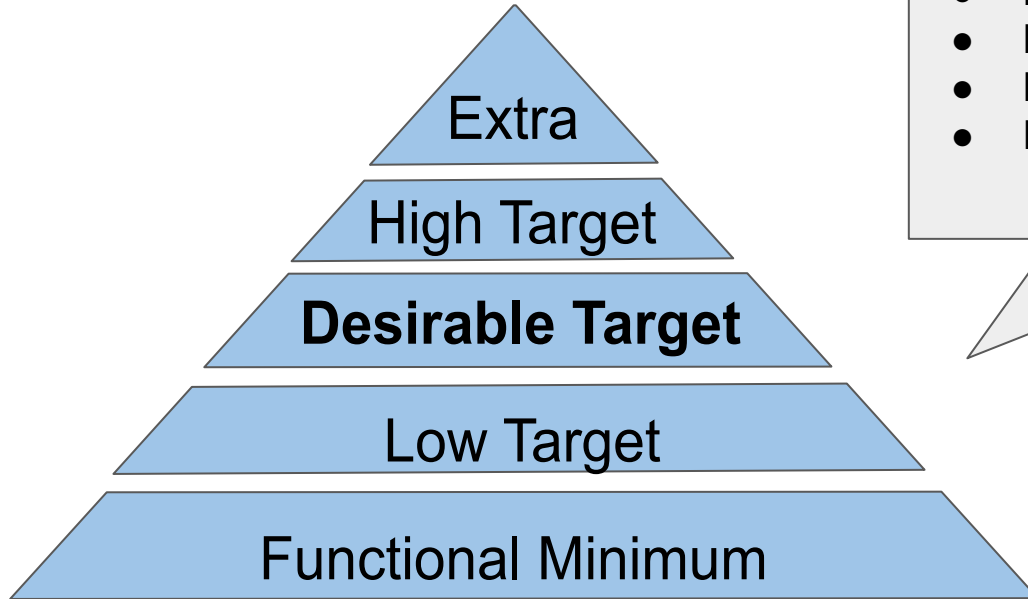 Extra
High Target
Desirable Target
Low Target
Functional Minimum